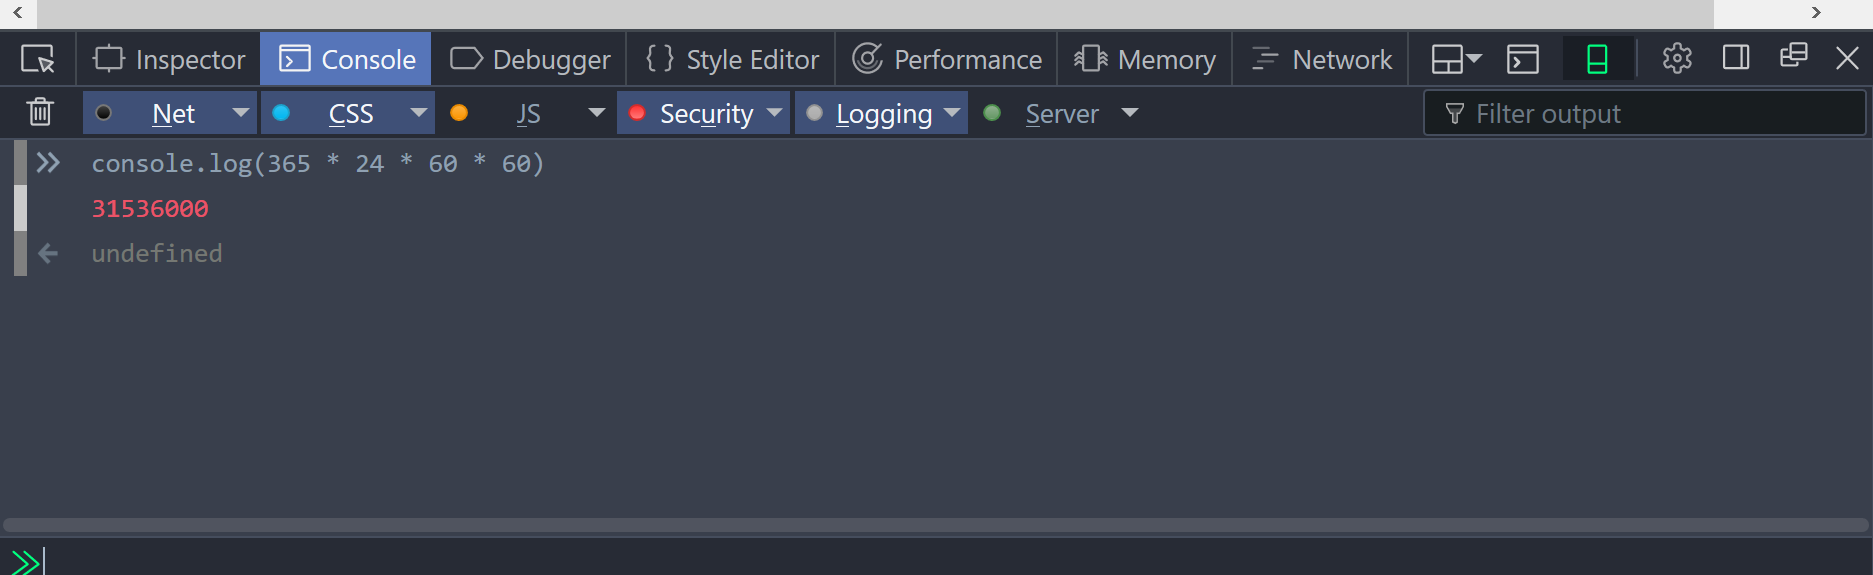 Inspector Console Debugger { } Style Editor Performance Memory Network
Net CSS JS Security Logging Server Filter output
console.log(365 * 24 * 60 * 60)
31536000
undefined